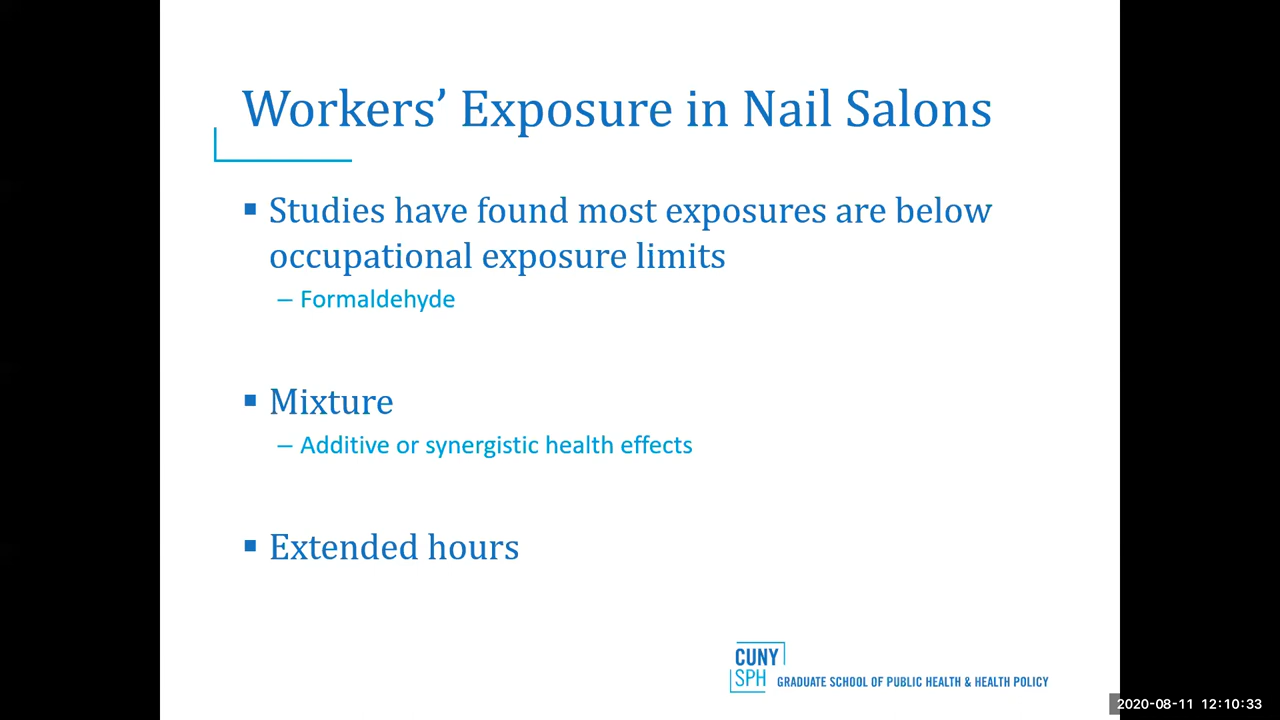 Workers’ Exposure in Nail Salons
▪ Studies have found most exposures are below
occupational exposure limits
– Formaldehyde
▪ Mixture
– Additive or synergistic health effects
▪ Extended hours
CUNY
SPH GRADUATE SCHOOL OF PUBLIC HEALTH & HEALTH POLICY
2020-08-11 12:10:33